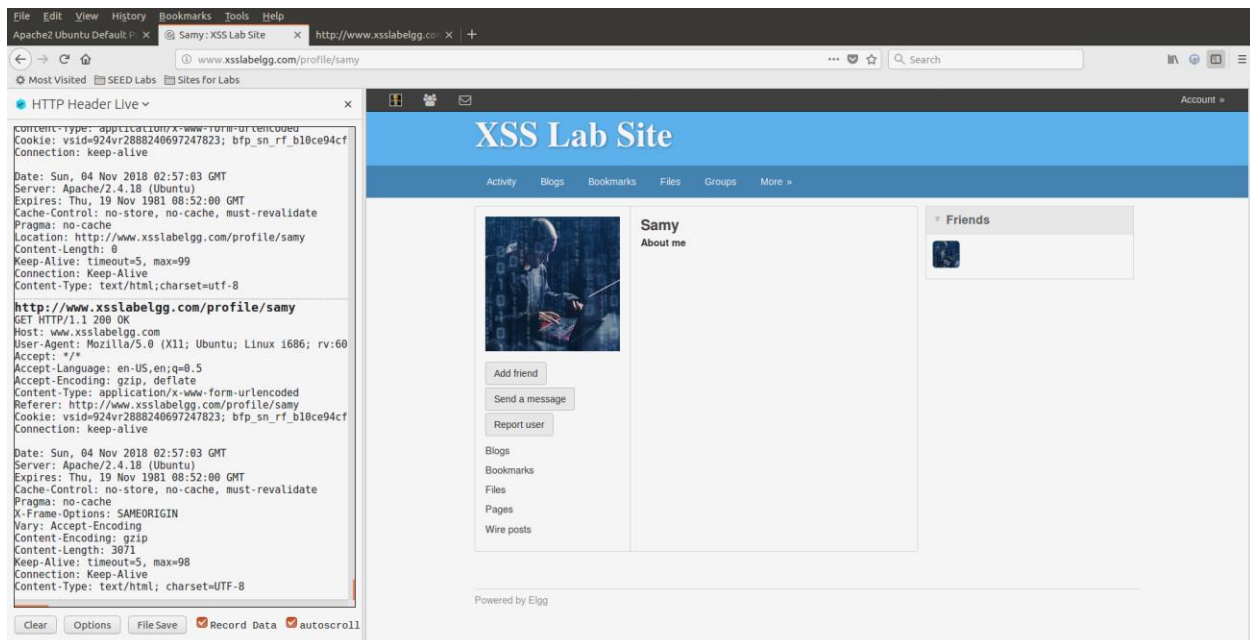 File Edit View History Bookmarks Tools Help
Apache2 Ubuntu Default P
Samy: XSS Lab Site
http://www.xsslabelgg.co
www.xsslabelgg.com/profile/samy
Search
Most Visited SEED Labs Sites for Labs
HTTP Header Live
Content-Type: application/x-www-form-urlencoded
Cookie: vsid=924vr2888240697247823; bfp_sn_rf_b10ce94cf
Connection: keep-alive
Date: Sun, 04 Nov 2018 02:57:03 GMT
Server: Apache/2.4.18 (Ubuntu)
Expires: Thu, 19 Nov 1981 08:52:00 GMT
Cache-Control: no-store, no-cache, must-revalidate
Pragma: no-cache
Location: http://www.xsslabelgg.com/profile/samy
Content-Length: 0
Keep-Alive: timeout=5, max=99
Connection: Keep-Alive
Content-Type: text/html;charset=utf-8
http://www.xsslabelgg.com/profile/samy
GET HTTP/1.1 200 OK
Host: www.xsslabelgg.com
User-Agent: Mozilla/5.0 (X11; Ubuntu; Linux i686; rv:60
Accept: */*
Accept-Language: en-US,en;q=0.5
Accept-Encoding: gzip, deflate
Content-Type: application/x-www-form-urlencoded
Referer: http://www.xsslabelgg.com/profile/samy
Cookie: vsid=924vr2888240697247823; bfp_sn_rf_b10ce94cf
Connection: keep-alive
Date: Sun, 04 Nov 2018 02:57:03 GMT
Server: Apache/2.4.18 (Ubuntu)
Expires: Thu, 19 Nov 1981 08:52:00 GMT
Cache-Control: no-store, no-cache, must-revalidate
Pragma: no-cache
X-Frame-Options: SAMEORIGIN
Vary: Accept-Encoding
Content-Encoding: gzip
Content-Length: 3071
Keep-Alive: timeout=5, max=98
Connection: Keep-Alive
Content-Type: text/html; charset=UTF-8
Clear Options File Save Record Data autoscroll
Account »
XSS Lab Site
Activity Blogs Bookmarks Files Groups More »
Samy
About me
Add friend
Send a message
Report user
Blogs
Bookmarks
Files
Pages
Wire posts
Friends
Powered by Elgg